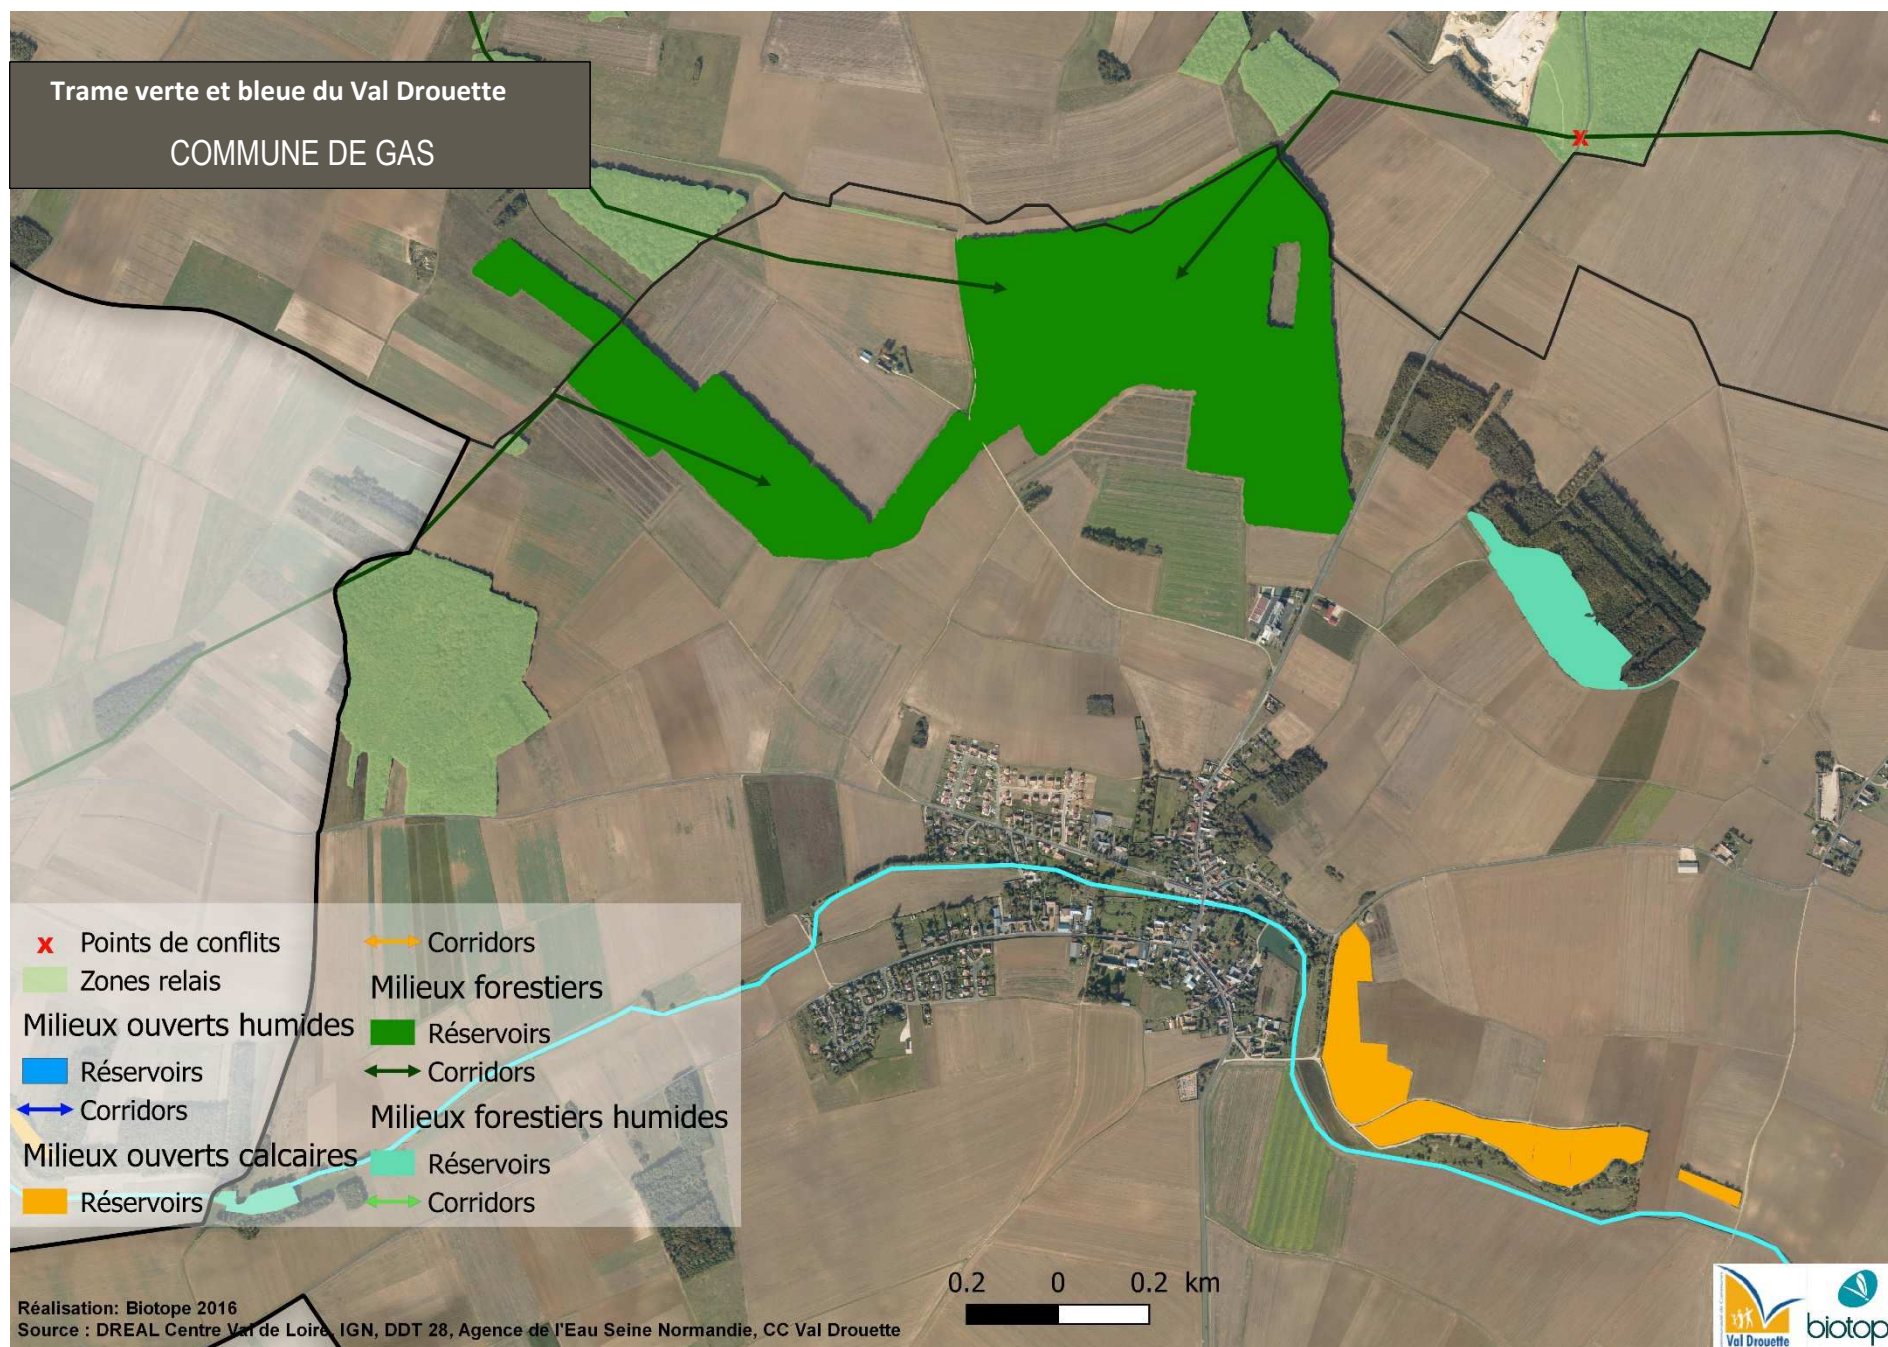 Trame verte et bleue du Val Drouette
COMMUNE DE GAS
x Points de conflits
Zones relais
Milieux ouverts humides
Réservoirs
Corridors
Milieux ouverts calcaires
Réservoirs
Corridors
Milieux forestiers
Réservoirs
Corridors
Milieux forestiers humides
Réservoirs
Corridors
0.2 0 0.2 km
Réalisation: Biotope 2016
Source : DREAL Centre Val de Loire, IGN, DDT 28, Agence de l'Eau Seine Normandie, CC Val Drouette
Val Drouette
biotop